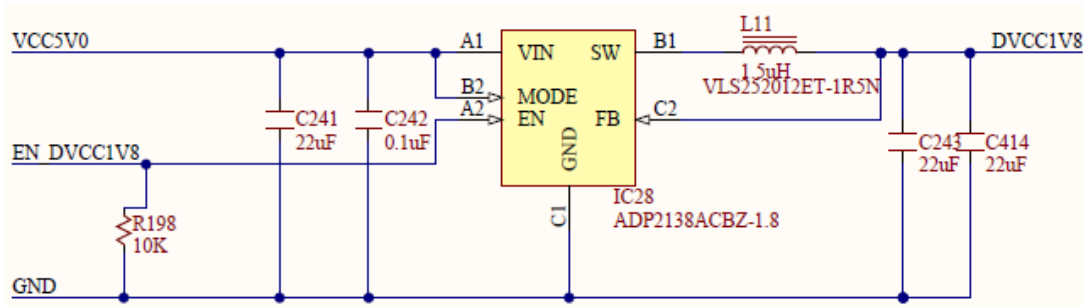 L11
VCC5V0
A1
VIN
SW
B1
DVCC1V8
1.5uH
VLS252012ET-1R5N
B2
MODE
A2
EN
FB
C2
C241
22uF
C242
0.1uF
GND
C243
22uF
C414
22uF
EN_DVCC1V8
C1
IC28
ADP2138ACBZ-1.8
R198
10K
GND